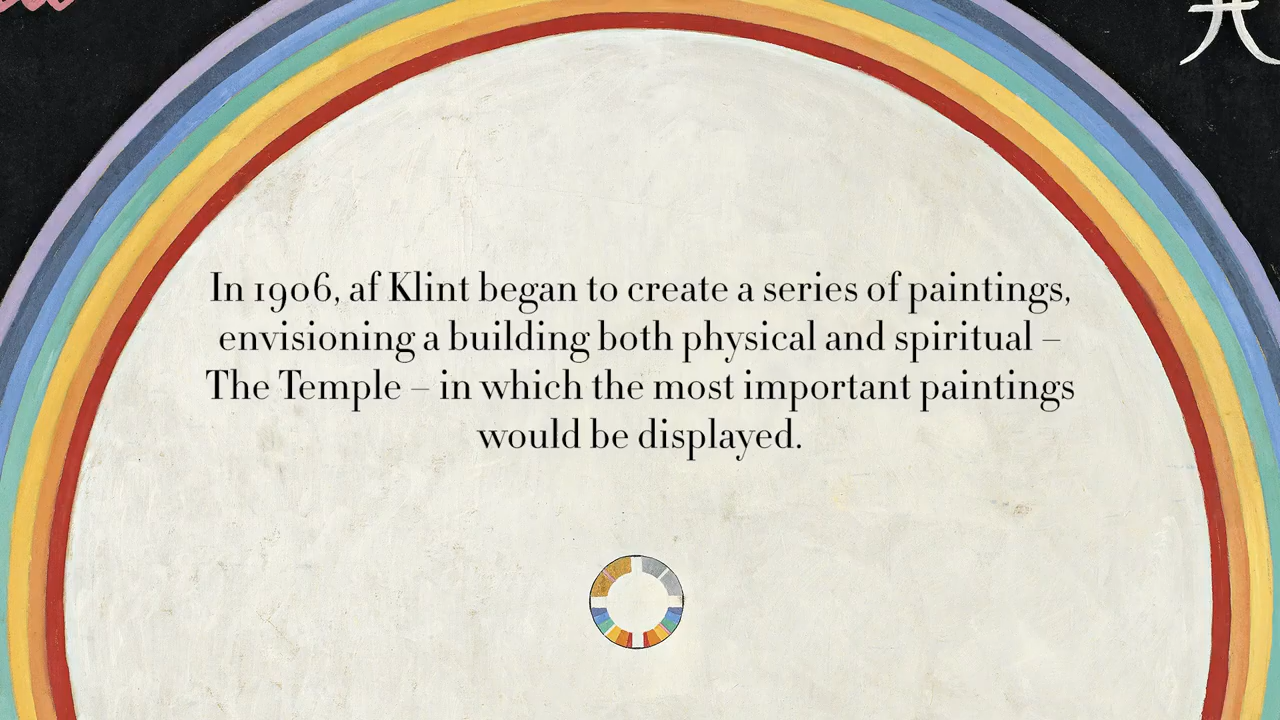 In 1906, af Klint began to create a series of paintings,
envisioning a building both physical and spiritual –
The Temple – in which the most important paintings
would be displayed.